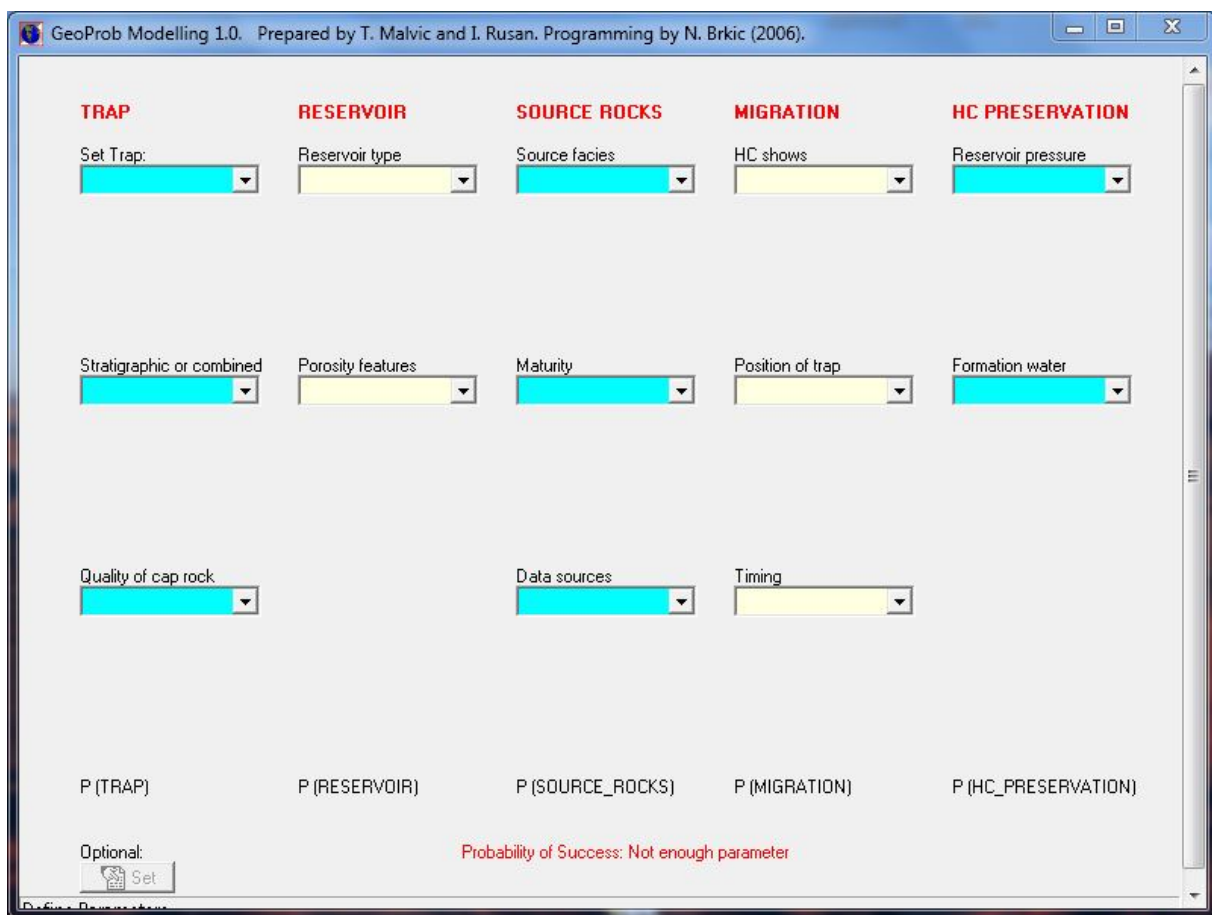 GeoProb Modelling 1.0. Prepared by T. Malvic and I. Rusan. Programming by N. Brkic (2006).
TRAP RESERVOIR SOURCE ROCKS MIGRATION HC PRESERVATION
Set Trap: Reservoir type Source facies HC shows Reservoir pressure
Stratigraphic or combined Porosity features Maturity Position of trap Formation water
Quality of cap rock Data sources Timing
P (TRAP) P (RESERVOIR) P (SOURCE_ROCKS) P (MIGRATION) P (HC_PRESERVATION)
Optional: Probability of Success: Not enough parameter
Set
Define Parameters